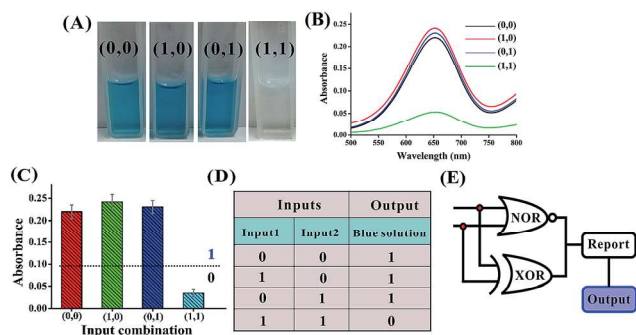 (A)
(0,0) (1,0) (0,1) (1,1)
(B)
Absorbance
0.25
0.20
0.15
0.10
0.05
0.00
500 550 600 650 700 750 800
Wavelength (nm)
(0,0)
(1,0)
(0,1)
(1,1)
(C)
Absorbance
0.30
0.25
0.20
0.15
0.10
0.05
0.00
1
0
(0,0) (1,0) (0,1) (1,1)
Input combination
(D)
Inputs Output
Input1 Input2 Blue solution
0 0 1
1 0 1
0 1 1
1 1 0
(E)
NOR
XOR
Report
Output